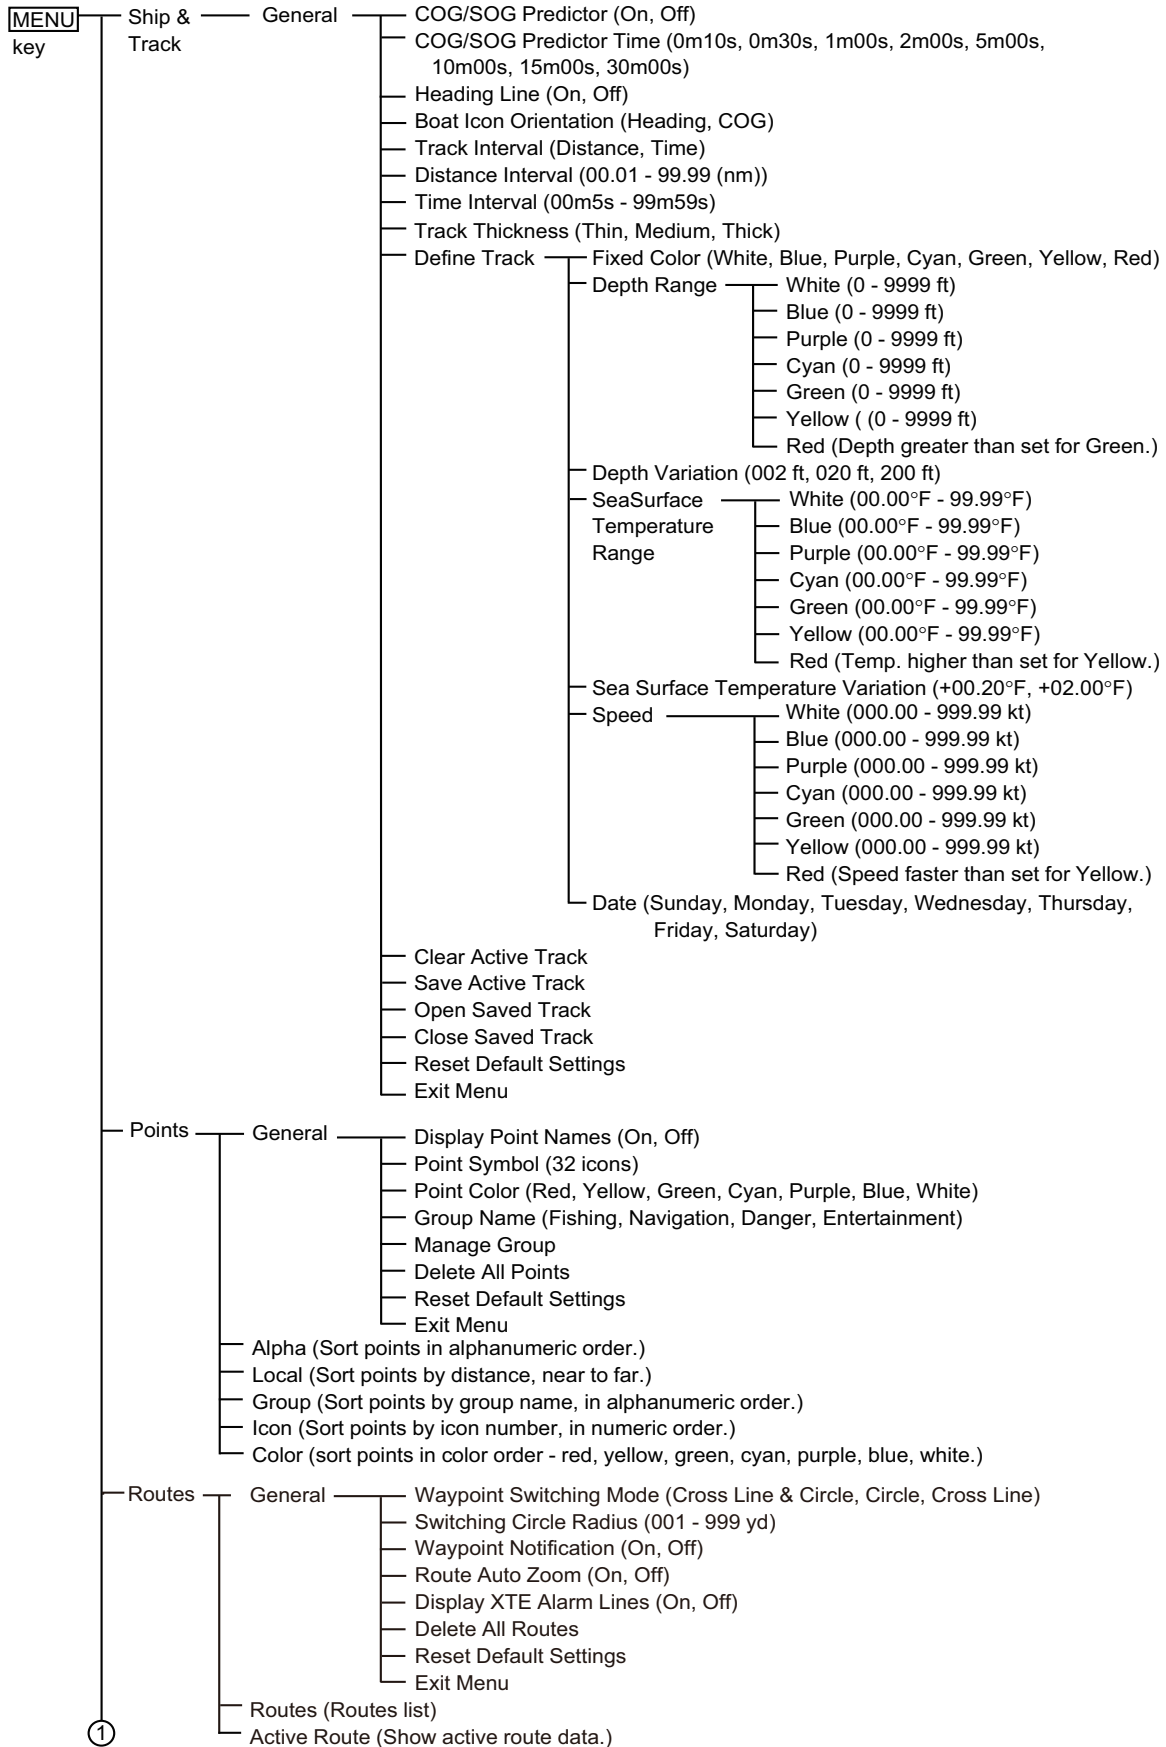 MENU key
Ship & Track
General
COG/SOG Predictor (On, Off)
COG/SOG Predictor Time (0m10s, 0m30s, 1m00s, 2m00s, 5m00s,
10m00s, 15m00s, 30m00s)
Heading Line (On, Off)
Boat Icon Orientation (Heading, COG)
Track Interval (Distance, Time)
Distance Interval (00.01 - 99.99 (nm))
Time Interval (00m5s - 99m59s)
Track Thickness (Thin, Medium, Thick)
Define Track
Fixed Color (White, Blue, Purple, Cyan, Green, Yellow, Red)
Depth Range
White (0 - 9999 ft)
Blue (0 - 9999 ft)
Purple (0 - 9999 ft)
Cyan (0 - 9999 ft)
Green (0 - 9999 ft)
Yellow ( (0 - 9999 ft)
Red (Depth greater than set for Green.)
Depth Variation (002 ft, 020 ft, 200 ft)
SeaSurface
Temperature
Range
White (00.00°F - 99.99°F)
Blue (00.00°F - 99.99°F)
Purple (00.00°F - 99.99°F)
Cyan (00.00°F - 99.99°F)
Green (00.00°F - 99.99°F)
Yellow (00.00°F - 99.99°F)
Red (Temp. higher than set for Yellow.)
Sea Surface Temperature Variation (+00.20°F, +02.00°F)
Speed
White (000.00 - 999.99 kt)
Blue (000.00 - 999.99 kt)
Purple (000.00 - 999.99 kt)
Cyan (000.00 - 999.99 kt)
Green (000.00 - 999.99 kt)
Yellow (000.00 - 999.99 kt)
Red (Speed faster than set for Yellow.)
Date (Sunday, Monday, Tuesday, Wednesday, Thursday,
Friday, Saturday)
Clear Active Track
Save Active Track
Open Saved Track
Close Saved Track
Reset Default Settings
Exit Menu
Points
General
Display Point Names (On, Off)
Point Symbol (32 icons)
Point Color (Red, Yellow, Green, Cyan, Purple, Blue, White)
Group Name (Fishing, Navigation, Danger, Entertainment)
Manage Group
Delete All Points
Reset Default Settings
Exit Menu
Alpha (Sort points in alphanumeric order.)
Local (Sort points by distance, near to far.)
Group (Sort points by group name, in alphanumeric order.)
Icon (Sort points by icon number, in numeric order.)
Color (sort points in color order - red, yellow, green, cyan, purple, blue, white.)
Routes
General
Waypoint Switching Mode (Cross Line & Circle, Circle, Cross Line)
Switching Circle Radius (001 - 999 yd)
Waypoint Notification (On, Off)
Route Auto Zoom (On, Off)
Display XTE Alarm Lines (On, Off)
Delete All Routes
Reset Default Settings
Exit Menu
Routes (Routes list)
Active Route (Show active route data.)
1